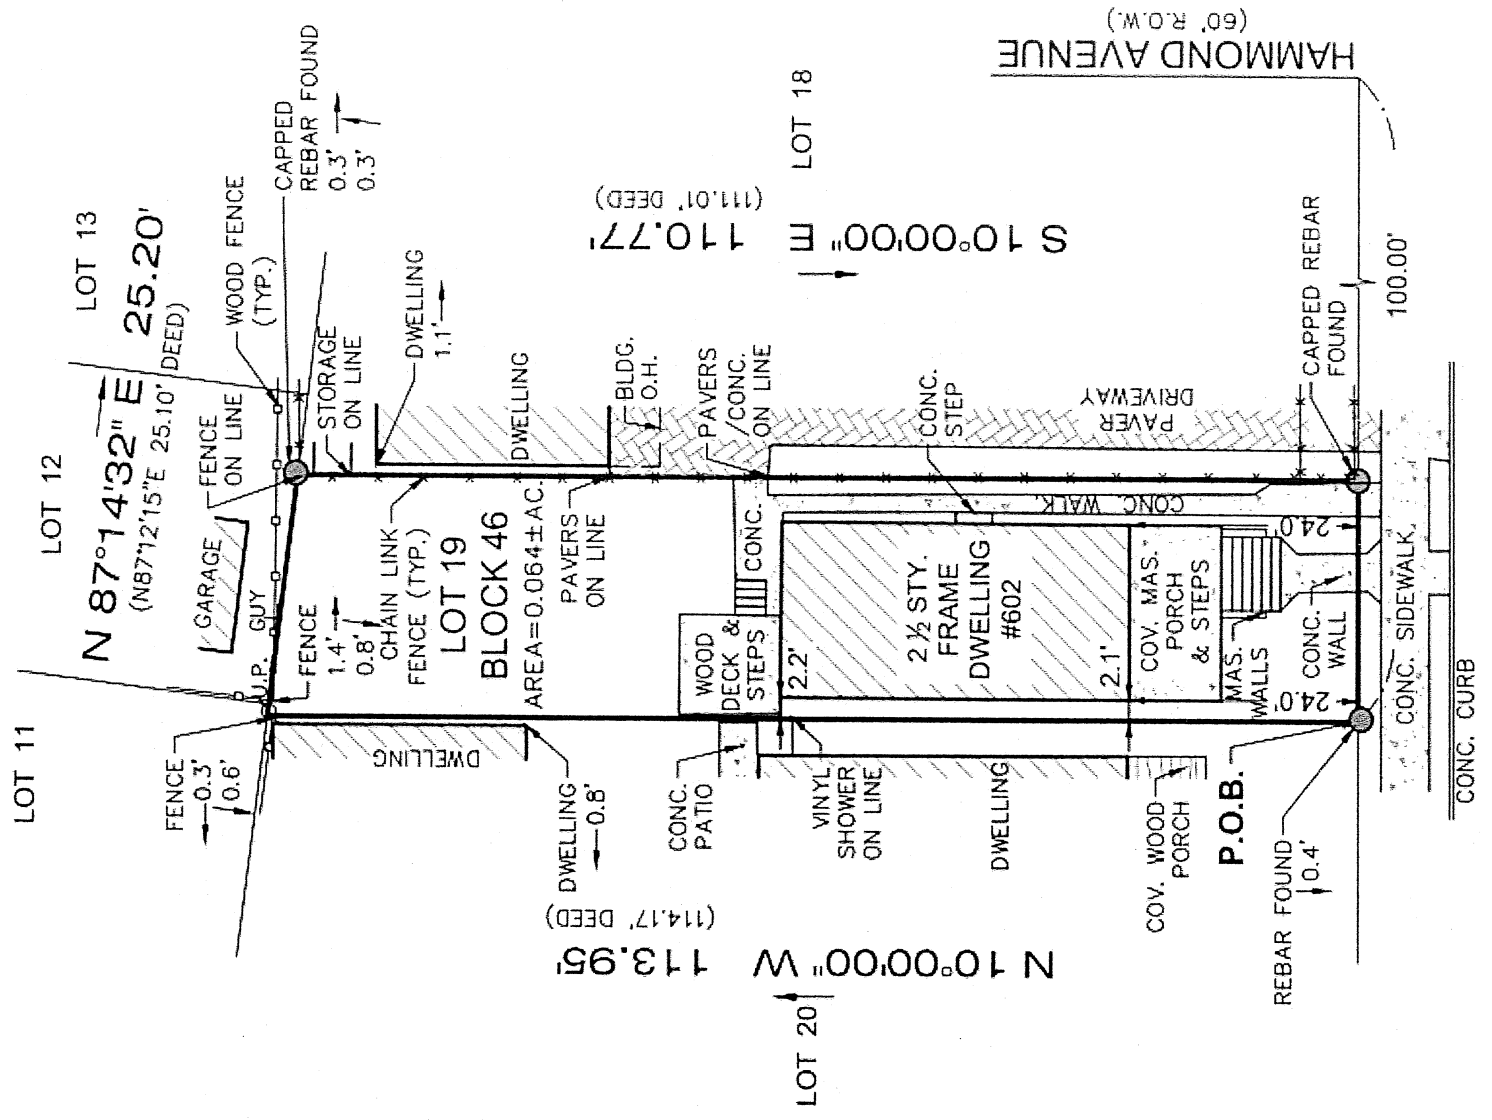 HAMMOND AVENUE
(60' R.O.W.)
LOT 11
LOT 12
LOT 13
LOT 18
LOT 20
N 87°14'32" E 25.20'
(N87°12'15"E 25.10' DEED)
S 10°00'00" E 110.77'
(111.01' DEED)
N 10°00'00" W 113.95'
(114.17' DEED)
CAPPED
REBAR FOUND
0.3'
0.3'
WOOD FENCE
(TYP.)
FENCE
ON LINE
STORAGE
ON LINE
GARAGE
GUY
U.P.
FENCE
0.3'
0.6'
FENCE
1.4'
0.8'
CHAIN LINK
FENCE (TYP.)
LOT 19
BLOCK 46
AREA=0.064±AC.
DWELLING
1.1'
DWELLING
BLDG.
O.H.
PAVERS
ON LINE
PAVERS
/CONC.
ON LINE
CONC.
STEP
PAVER
DRIVEWAY
CAPPED REBAR
FOUND
100.00'
DWELLING
DWELLING
0.8'
CONC.
PATIO
VINYL
SHOWER
ON LINE
DWELLING
COV. WOOD
PORCH
WOOD
DECK &
STEPS
CONC.
CONC. WALK
2.2'
2 ½ STY.
FRAME
DWELLING
#602
2.1'
COV. MAS.
PORCH
& STEPS
MAS.
WALLS
CONC.
WALL
24.0'
24.0'
P.O.B.
REBAR FOUND
0.4'
CONC. SIDEWALK
CONC. CURB